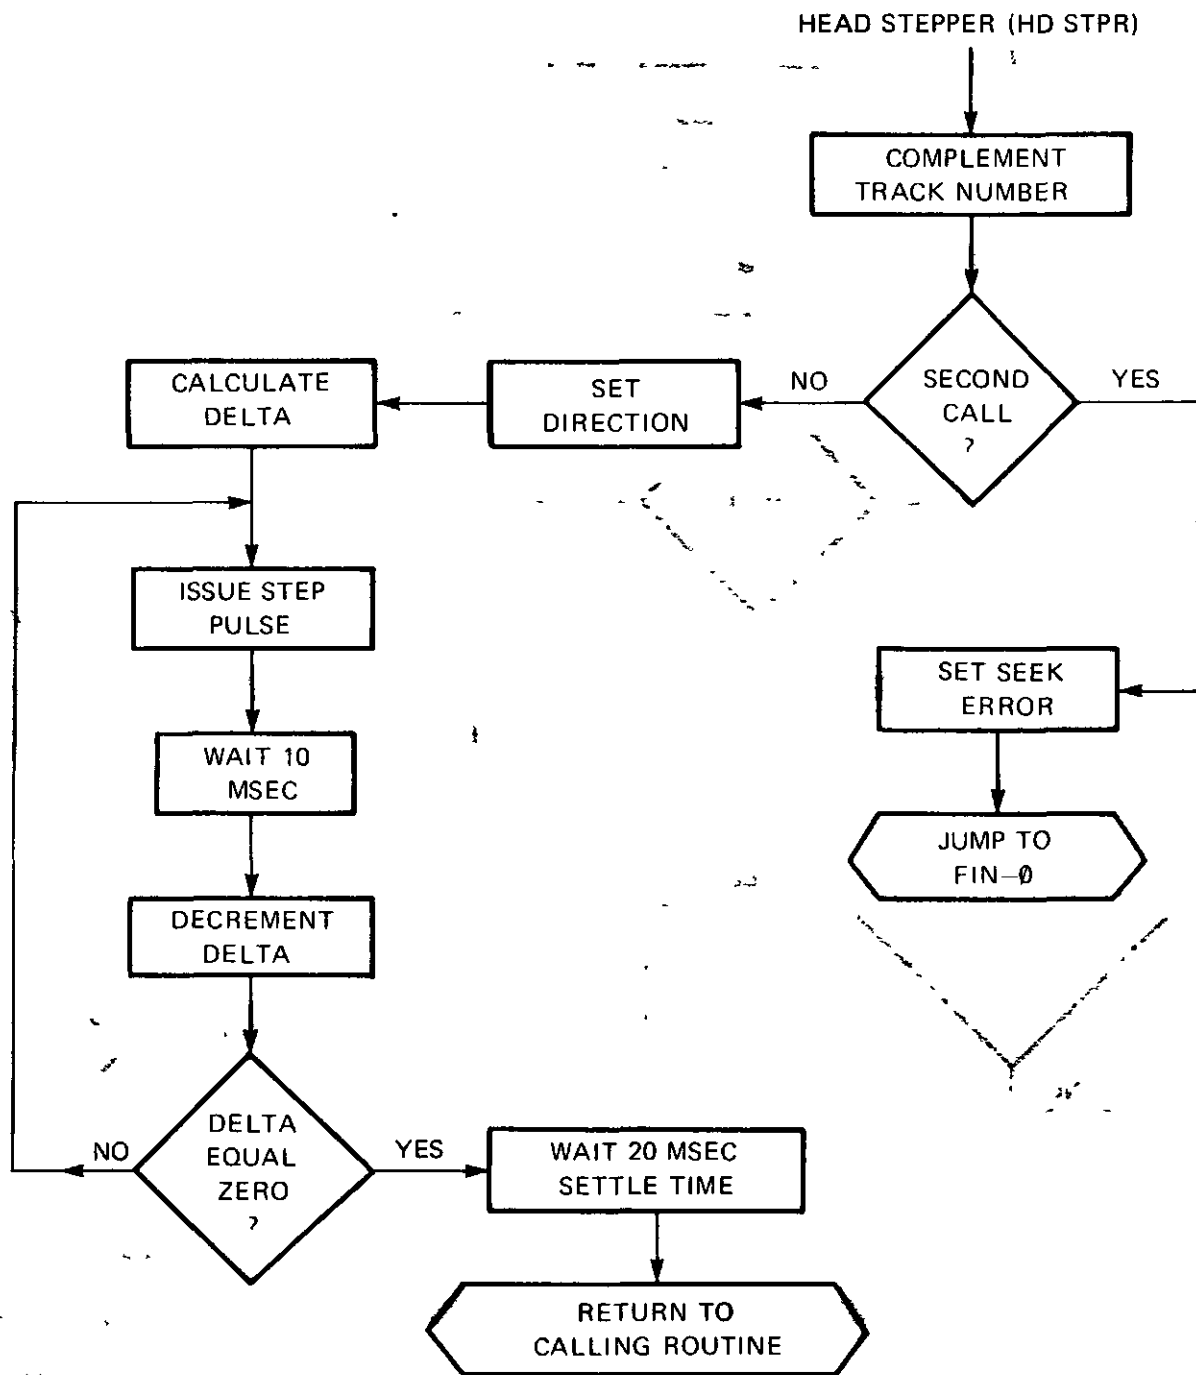 HEAD STEPPER (HD STPR)
COMPLEMENT
TRACK NUMBER
SECOND
CALL
?
NO
YES
SET
DIRECTION
CALCULATE
DELTA
ISSUE STEP
PULSE
WAIT 10
MSEC
DECREMENT
DELTA
DELTA
EQUAL
ZERO
?
NO
YES
WAIT 20 MSEC
SETTLE TIME
RETURN TO
CALLING ROUTINE
SET SEEK
ERROR
JUMP TO
FIN–Ø